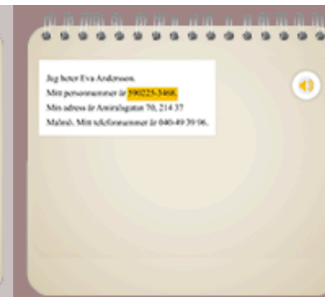 Jag heter Eva Andersson.
Mitt personnummer är 590225-3468.
Min adress är Amiralsgatan 70, 214 37
Malmö. Mitt telefonnummer är 040-49 39 96.